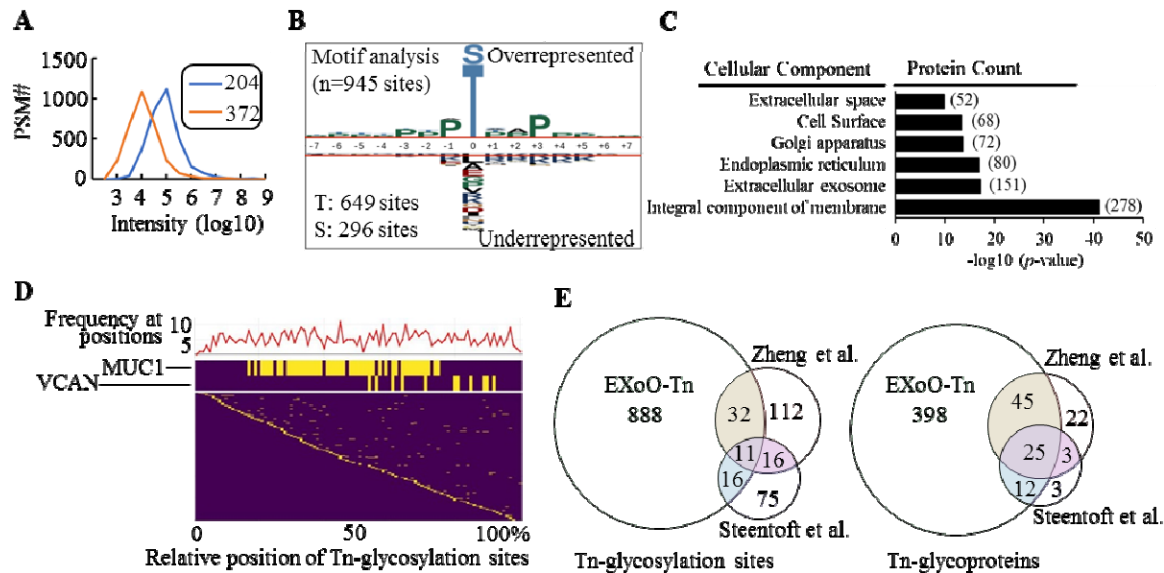 A
1500
1000
500
0
PSM#
204
372
3 4 5 6 7 8 9
Intensity (log10)
B
Motif analysis
(n=945 sites)
S
T
Overrepresented
P P P
-7 -6 -5 -4 -3 -2 -1 0 +1 +2 +3 +4 +5 +6 +7
T: 649 sites
S: 296 sites
Underrepresented
C
Cellular Component Protein Count
Extracellular space (52)
Cell Surface (68)
Golgi apparatus (72)
Endoplasmic reticulum (80)
Extracellular exosome (151)
Integral component of membrane (278)
0 10 20 30 40 50
-log10 (p-value)
D
Frequency at
positions
10
5
MUC1
VCAN
0 50 100%
Relative position of Tn-glycosylation sites
E
EXoO-Tn
888
Zheng et al.
32 112
11 16
16
75
Steentoft et al.
Tn-glycosylation sites
EXoO-Tn
398
Zheng et al.
45
22
25 3
12 3
Steentoft et al.
Tn-glycoproteins